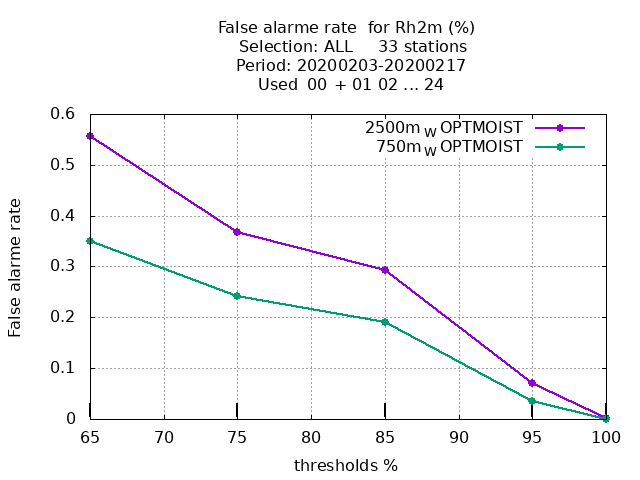 False alarme rate  for Rh2m (%)
Selection: ALL     33 stations
Period: 20200203-20200217
Used  00  + 01 02 ... 24
0.6
0.5
0.4
0.3
0.2
0.1
0
False alarme rate
2500m W OPTMOIST
750m W OPTMOIST
65 70 75 80 85 90 95 100
thresholds %